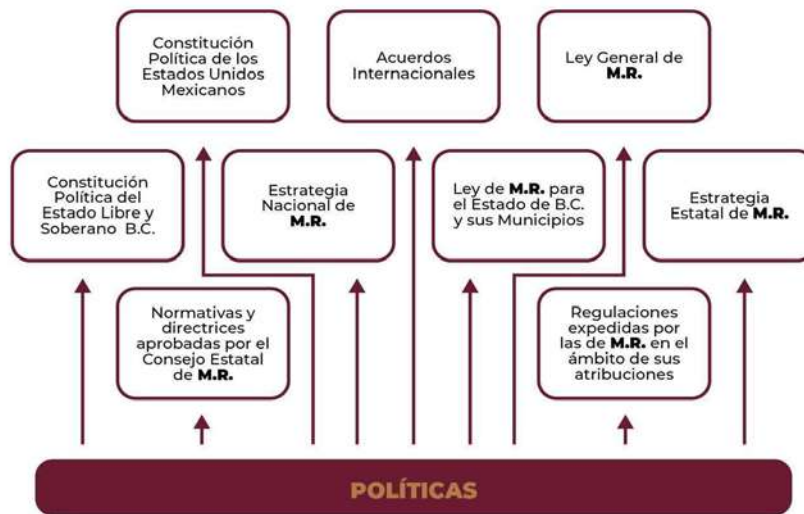 Constitución
Política de los
Estados Unidos
Mexicanos
Acuerdos
Internacionales
Ley General de
M.R.
Constitución
Política del
Estado Libre y
Soberano B.C.
Estrategia
Nacional de
M.R.
Ley de M.R. para
el Estado de B.C.
y sus Municipios
Estrategia
Estatal de M.R.
Normativas y
directrices
aprobadas por el
Consejo Estatal
de M.R.
Regulaciones
expedidas por
las de M.R. en el
ámbito de sus
atribuciones
POLÍTICAS